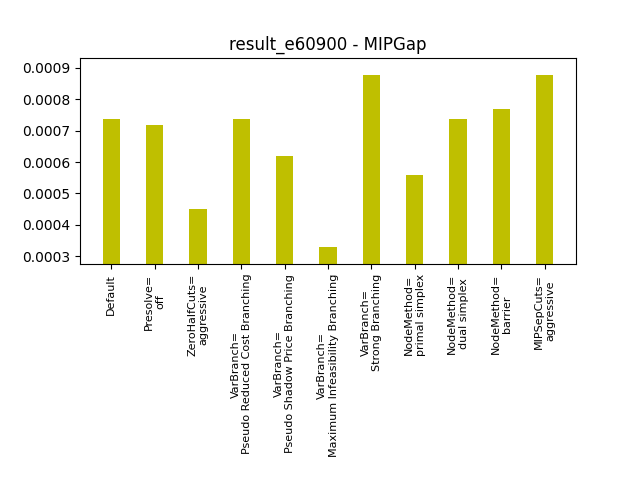 result_e60900 - MIPGap
0.0009
0.0008
0.0007
0.0006
0.0005
0.0004
0.0003
Default
Presolve=
off
ZeroHalfCuts=
aggressive
VarBranch=
Pseudo Reduced Cost Branching
VarBranch=
Pseudo Shadow Price Branching
VarBranch=
Maximum Infeasibility Branching
VarBranch=
Strong Branching
NodeMethod=
primal simplex
NodeMethod=
dual simplex
NodeMethod=
barrier
MIPSepCuts=
aggressive